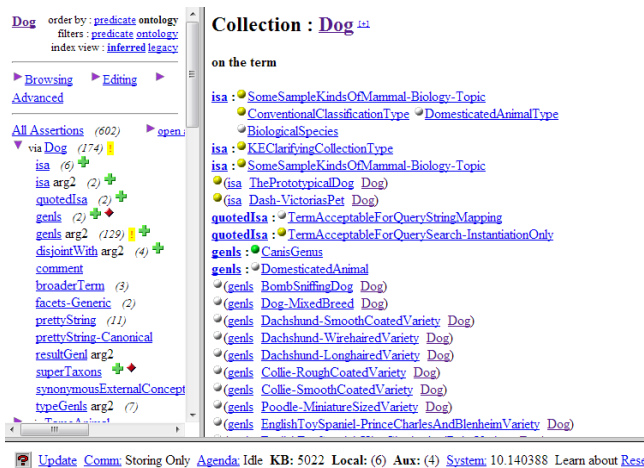 Dog order by : predicate ontology
filters : predicate ontology
index view : inferred legacy
Browsing Editing
Advanced
All Assertions (602) open a
via Dog (174) !
isa (6)
isa arg2 (2)
quotedIsa (2)
genls (2)
genls arg2 (129) !
disjointWith arg2 (4)
comment
broaderTerm (3)
facets-Generic (2)
prettyString (11)
prettyString-Canonical
resultGenl arg2
superTaxons
synonymousExternalConcept
typeGenls arg2 (7)
Collection : Dog [+]
on the term
isa : SomeSampleKindsOfMammal-Biology-Topic
ConventionalClassificationType DomesticatedAnimalType
BiologicalSpecies
isa : KEClarifyingCollectionType
isa : SomeSampleKindsOfMammal-Biology-Topic
(isa ThePrototypicalDog Dog)
(isa Dash-VictoriasPet Dog)
quotedIsa : TermAcceptableForQueryStringMapping
quotedIsa : TermAcceptableForQuerySearch-InstantiationOnly
genls : CanisGenus
genls : DomesticatedAnimal
(genls BombSniffingDog Dog)
(genls Dog-MixedBreed Dog)
(genls Dachshund-SmoothCoatedVariety Dog)
(genls Dachshund-WirehairedVariety Dog)
(genls Dachshund-LonghairedVariety Dog)
(genls Collie-RoughCoatedVariety Dog)
(genls Collie-SmoothCoatedVariety Dog)
(genls Poodle-MiniatureSizedVariety Dog)
(genls EnglishToySpaniel-PrinceCharlesAndBlenheimVariety Dog)
? Update Comm: Storing Only Agenda: Idle KB: 5022 Local: (6) Aux: (4) System: 10.140388 Learn about Rese